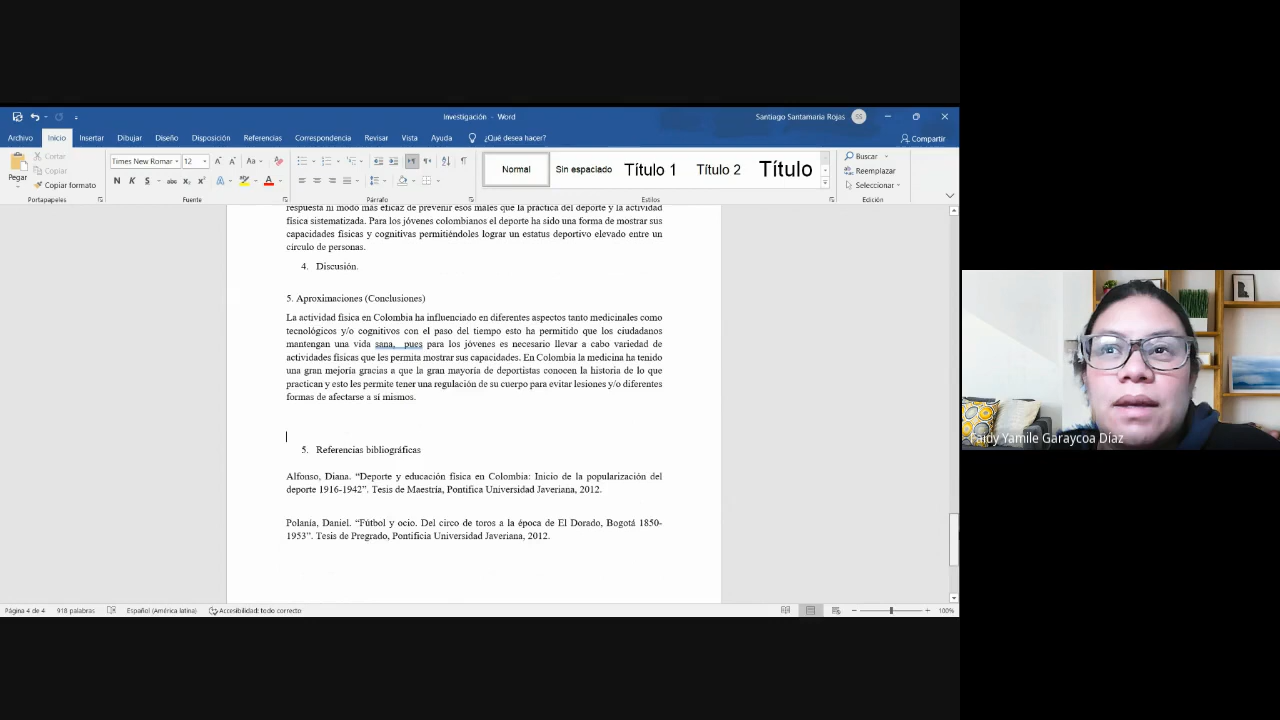 Investigación - Word
Santiago Santamaria Rojas SS
Archivo Inicio Insertar Dibujar Diseño Disposición Referencias Correspondencia Revisar Vista Ayuda ¿Qué desea hacer? Compartir
Pegar Cortar Copiar Copiar formato
Times New Romar 12
Normal Sin espaciado Título 1 Título 2 Título
Buscar Reemplazar Seleccionar
Portapapeles Fuente Párrafo Estilos Edición
respuesta ni modo más eficaz de prevenir esos males que la práctica del deporte y la actividad
física sistematizada. Para los jóvenes colombianos el deporte ha sido una forma de mostrar sus
capacidades físicas y cognitivas permitiéndoles lograr un estatus deportivo elevado entre un
círculo de personas.
4. Discusión.
5. Aproximaciones (Conclusiones)
La actividad física en Colombia ha influenciado en diferentes aspectos tanto medicinales como
tecnológicos y/o cognitivos con el paso del tiempo esto ha permitido que los ciudadanos
mantengan una vida sana, pues para los jóvenes es necesario llevar a cabo variedad de
actividades físicas que les permita mostrar sus capacidades. En Colombia la medicina ha tenido
una gran mejoría gracias a que la gran mayoría de deportistas conocen la historia de lo que
practican y esto les permite tener una regulación de su cuerpo para evitar lesiones y/o diferentes
formas de afectarse a sí mismos.
5. Referencias bibliográficas
Alfonso, Diana. “Deporte y educación física en Colombia: Inicio de la popularización del
deporte 1916-1942”. Tesis de Maestría, Pontifica Universidad Javeriana, 2012.
Polanía, Daniel. “Fútbol y ocio. Del circo de toros a la época de El Dorado, Bogotá 1850-
1953”. Tesis de Pregrado, Pontificia Universidad Javeriana, 2012.
Página 4 de 4 918 palabras Español (América latina) Accesibilidad: todo correcto 100%
Faidy Yamile Garaycoa Díaz